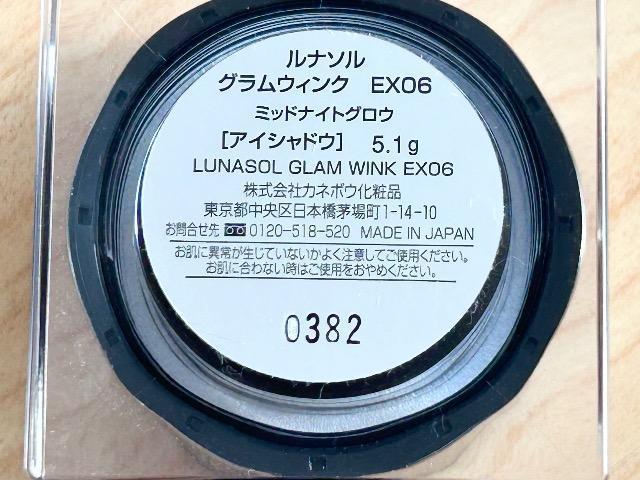 ルナソル
グラムウィンク EX06
ミッドナイトグロウ
[アイシャドウ] 5.1g
LUNASOL GLAM WINK EX06
株式会社カネボウ化粧品
東京都中央区日本橋茅場町1-14-10
お問合せ先 0120-518-520 MADE IN JAPAN
お肌に異常が生じていないかよく注意してご使用ください。
お肌に合わない時はご使用をおやめください。
0382